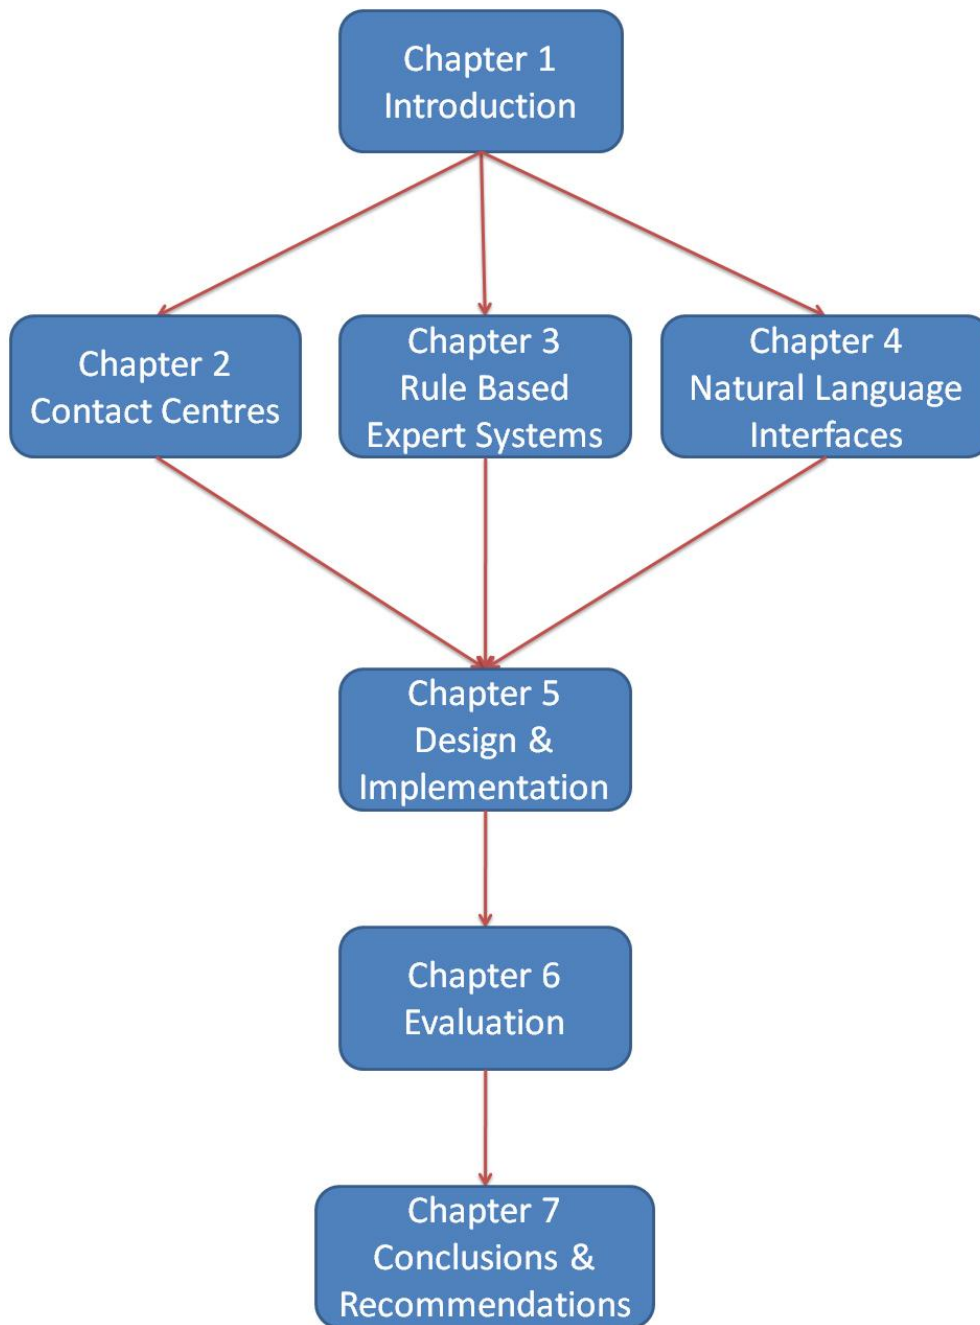 Chapter 1
Introduction
Chapter 2
Contact Centres
Chapter 3
Rule Based
Expert Systems
Chapter 4
Natural Language
Interfaces
Chapter 5
Design &
Implementation
Chapter 6
Evaluation
Chapter 7
Conclusions &
Recommendations